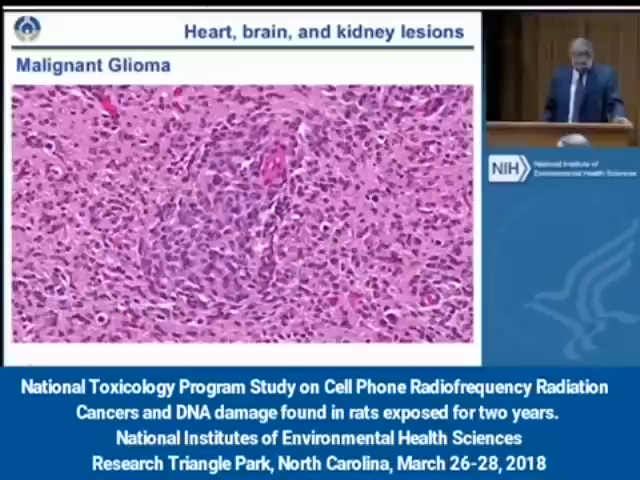 Heart, brain, and kidney lesions
Malignant Glioma
NIH
National Institute of
Environmental Health Sciences
National Toxicology Program Study on Cell Phone Radiofrequency Radiation
Cancers and DNA damage found in rats exposed for two years.
National Institutes of Environmental Health Sciences
Research Triangle Park, North Carolina, March 26-28, 2018